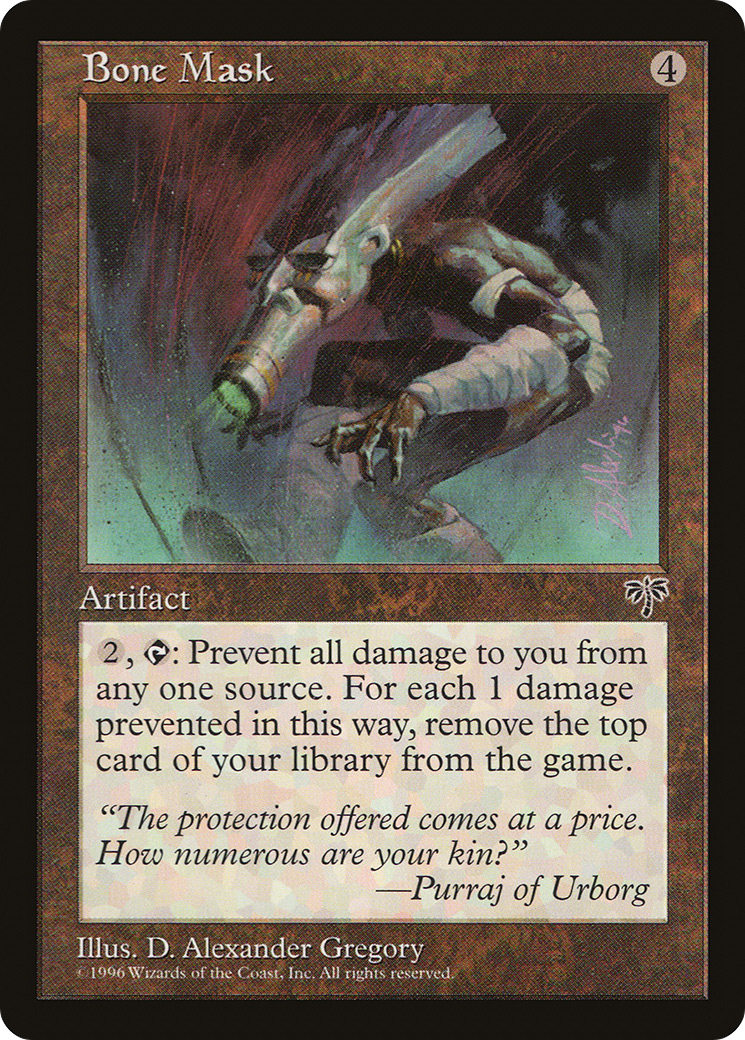 Bone Mask
4
Artifact
2, : Prevent all damage to you from
any one source. For each 1 damage
prevented in this way, remove the top
card of your library from the game.
“The protection offered comes at a price.
How numerous are your kin?”
—Purraj of Urborg
Illus. D. Alexander Gregory
©1996 Wizards of the Coast, Inc. All rights reserved.